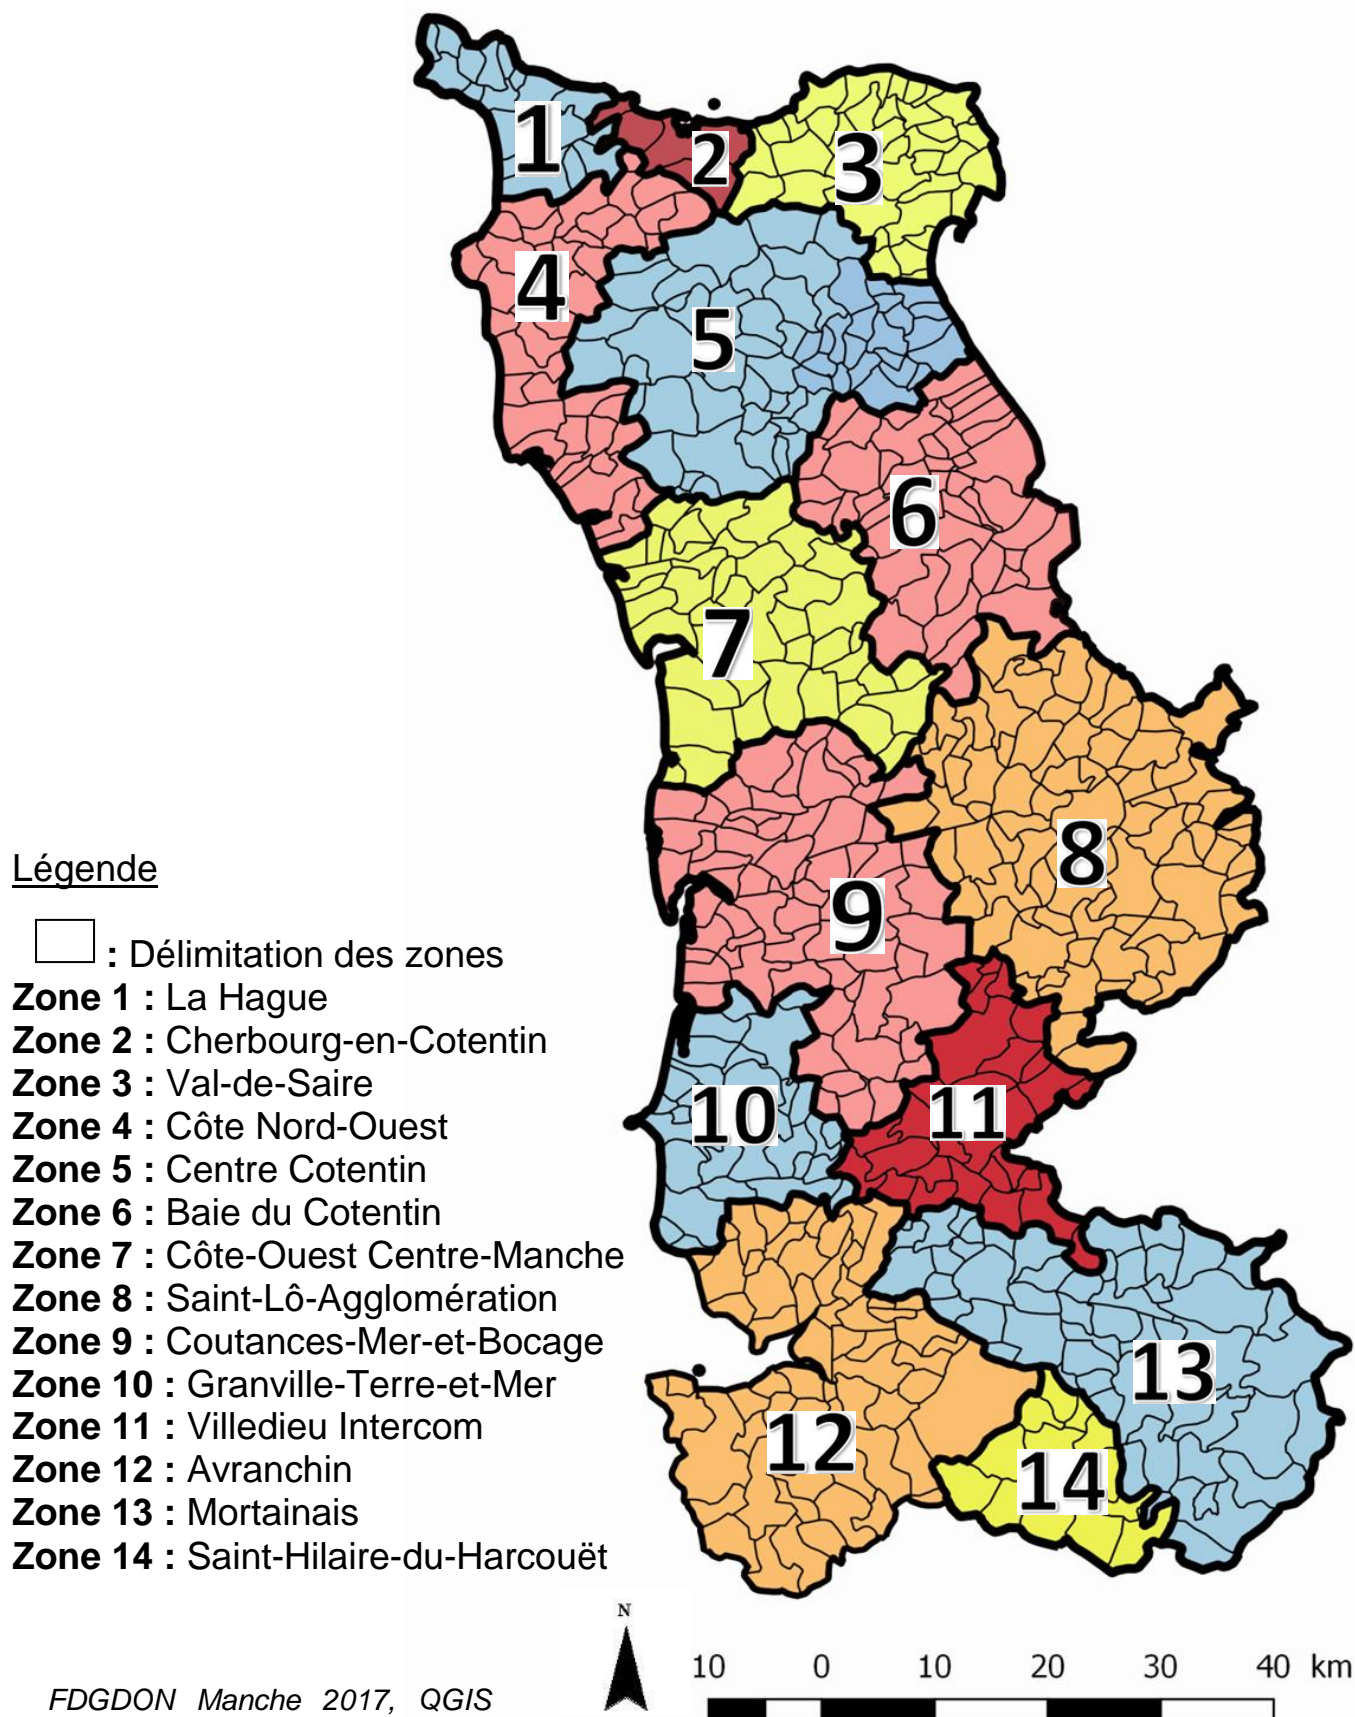 1
2
3
4
5
6
7
8
9
10
11
12
13
14
Légende
: Délimitation des zones
Zone 1 : La Hague
Zone 2 : Cherbourg-en-Cotentin
Zone 3 : Val-de-Saire
Zone 4 : Côte Nord-Ouest
Zone 5 : Centre Cotentin
Zone 6 : Baie du Cotentin
Zone 7 : Côte-Ouest Centre-Manche
Zone 8 : Saint-Lô-Agglomération
Zone 9 : Coutances-Mer-et-Bocage
Zone 10 : Granville-Terre-et-Mer
Zone 11 : Villedieu Intercom
Zone 12 : Avranchin
Zone 13 : Mortainais
Zone 14 : Saint-Hilaire-du-Harcouët
N
10 0 10 20 30 40 km
FDGDON Manche 2017, QGIS